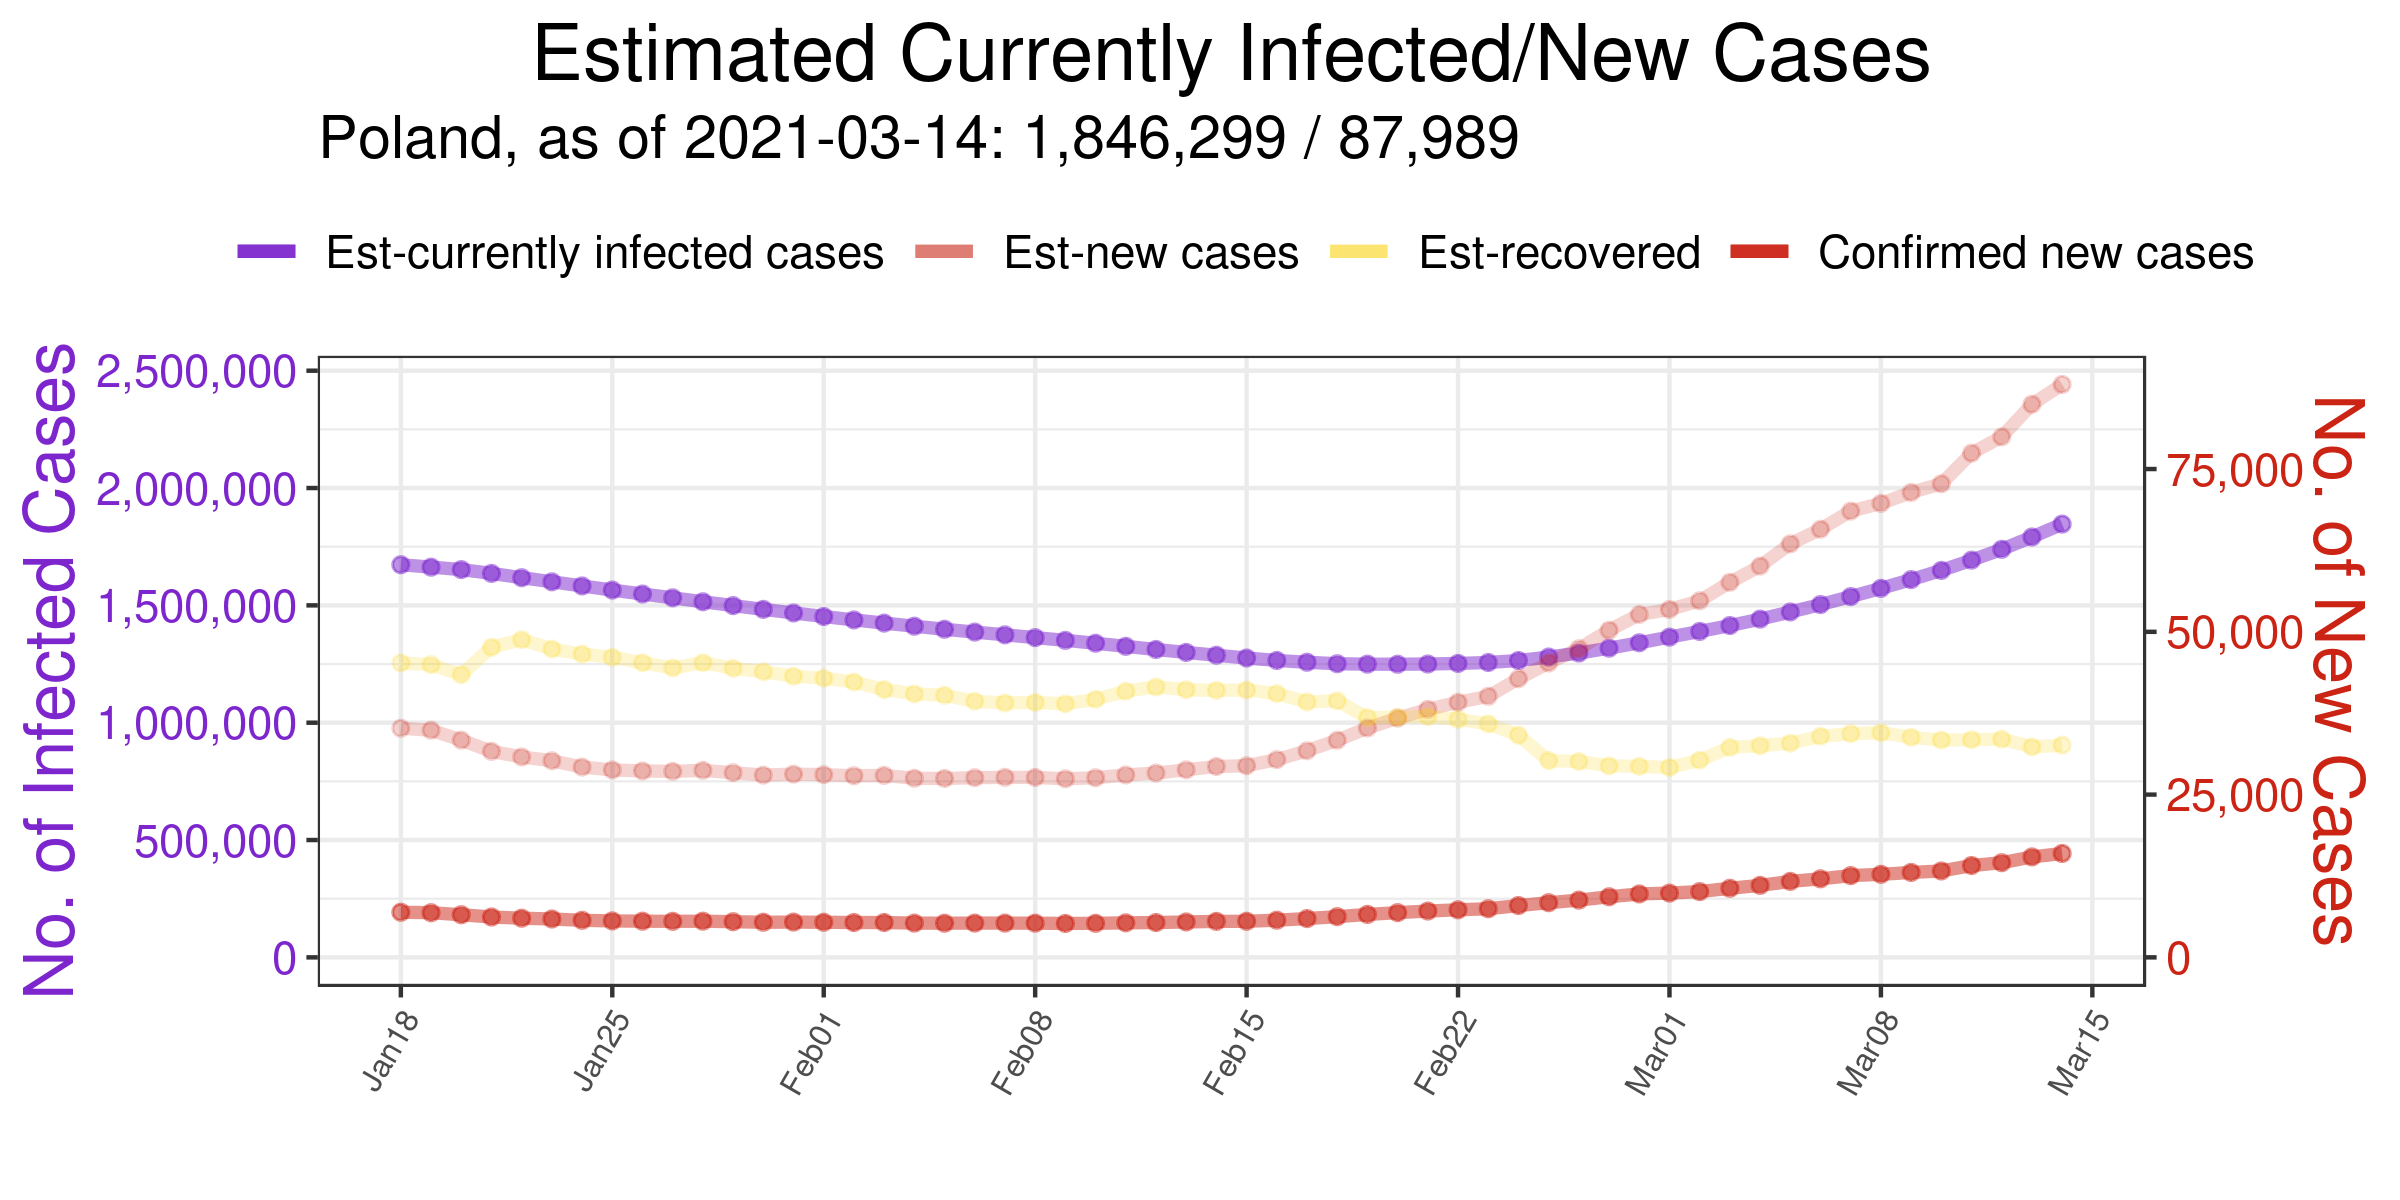 Estimated Currently Infected/New Cases
Poland, as of 2021-03-14: 1,846,299 / 87,989
Est-currently infected cases Est-new cases Est-recovered Confirmed new cases
No. of Infected Cases
2,500,000
2,000,000
1,500,000
1,000,000
500,000
0
75,000
50,000
25,000
0
No. of New Cases
Jan18 Jan25 Feb01 Feb08 Feb15 Feb22 Mar01 Mar08 Mar15